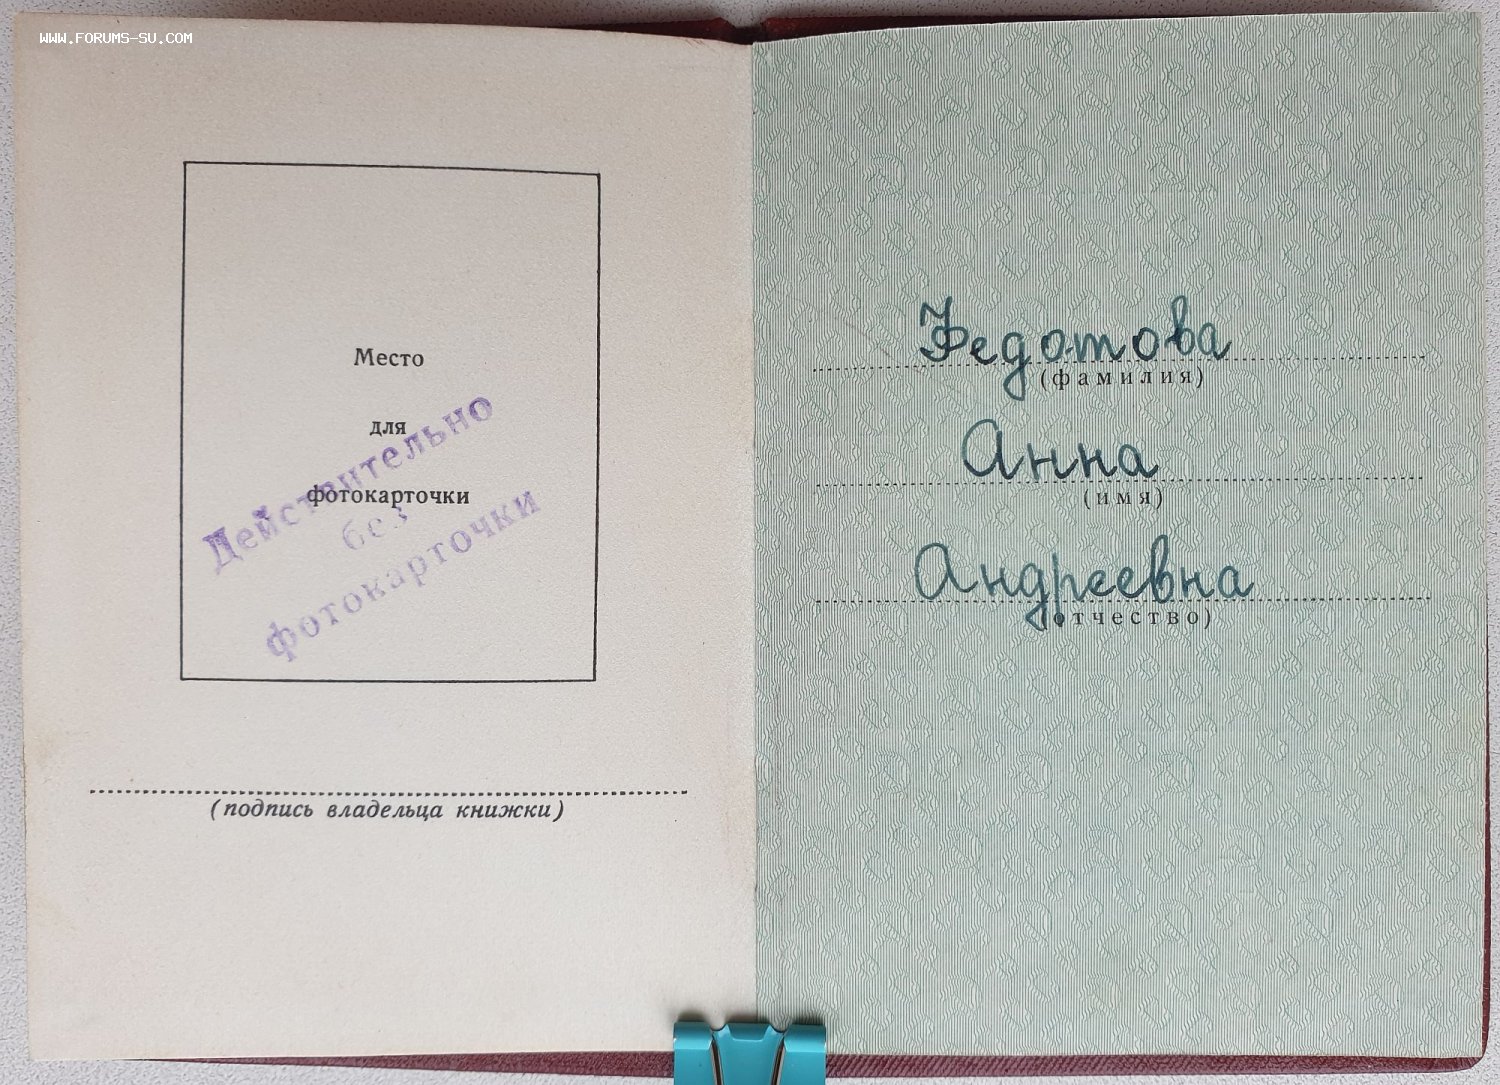 WWW.FORUMS-SU.COM
Место
для
фотокарточки
Действительно
без
фотокарточки
(подпись владельца книжки)
Федотова
(фамилия)
Анна
(имя)
Андреевна
(отчество)